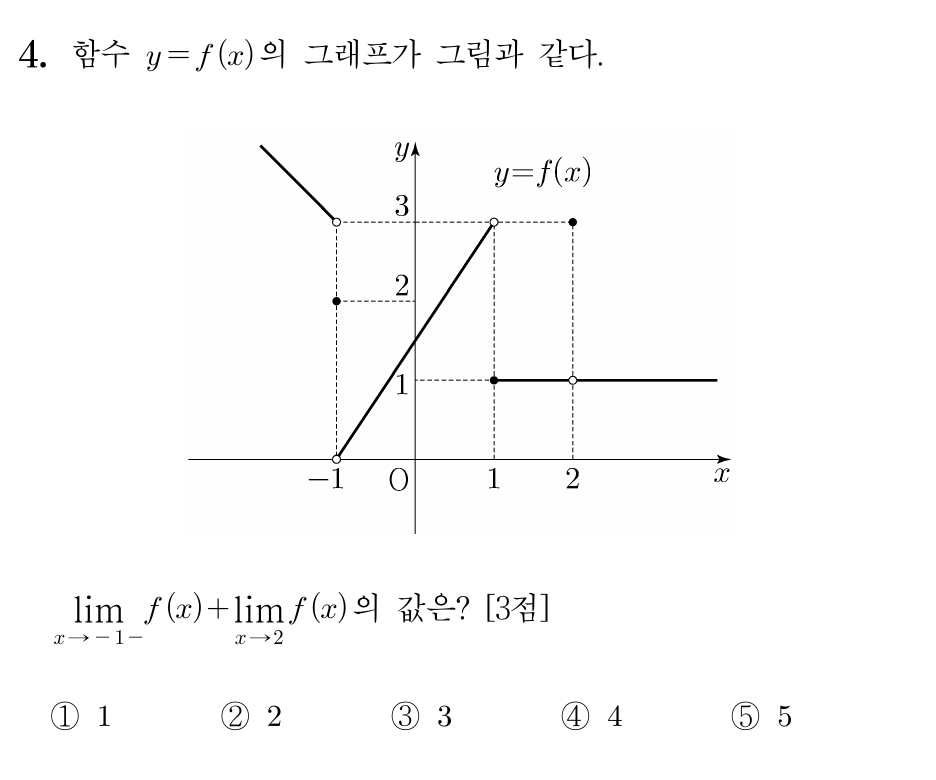 4. 함수 y=f(x)의 그래프가 그림과 같다.
y
y=f(x)
3
2
1
-1 O 1 2 x
lim f(x)+lim f(x)의 값은? [3점]
x→-1- x→2
① 1 ② 2 ③ 3 ④ 4 ⑤ 5